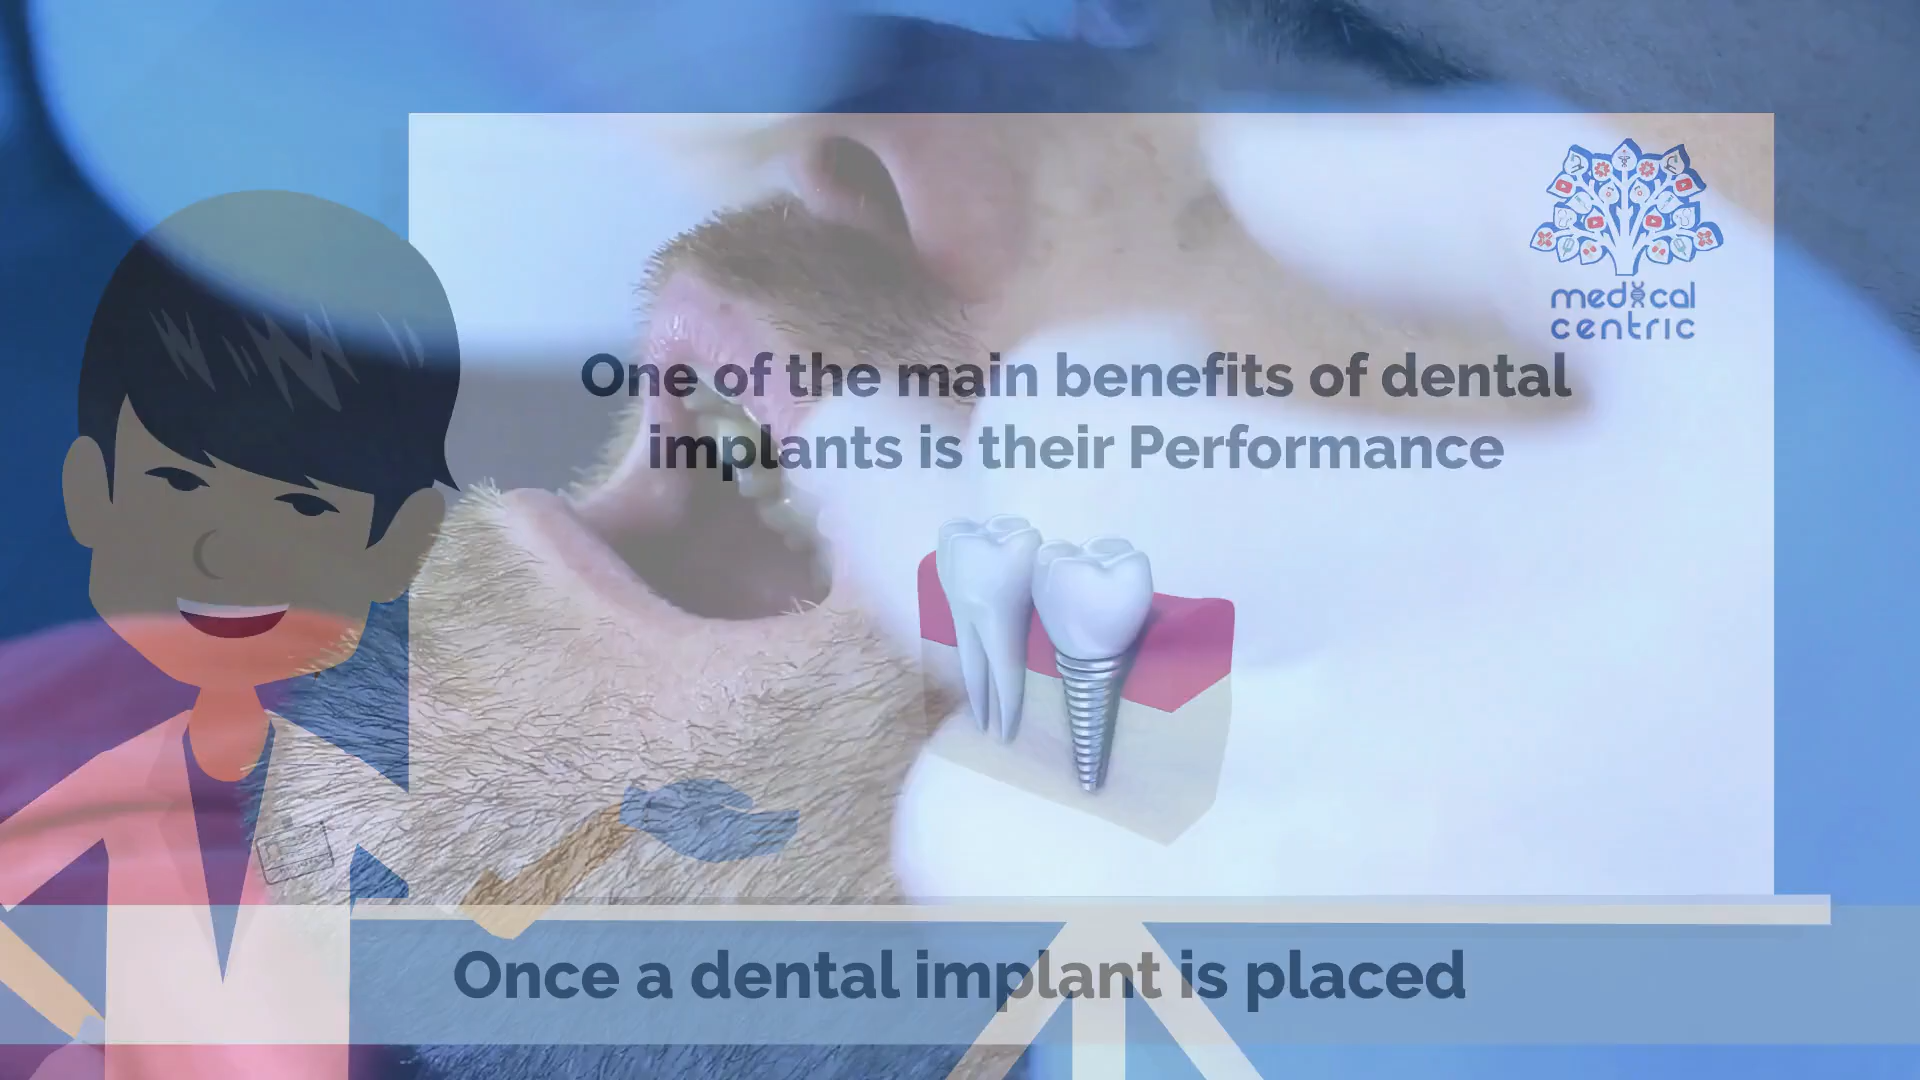 medical
centric
One of the main benefits of dental
implants is their Performance
Once a dental implant is placed